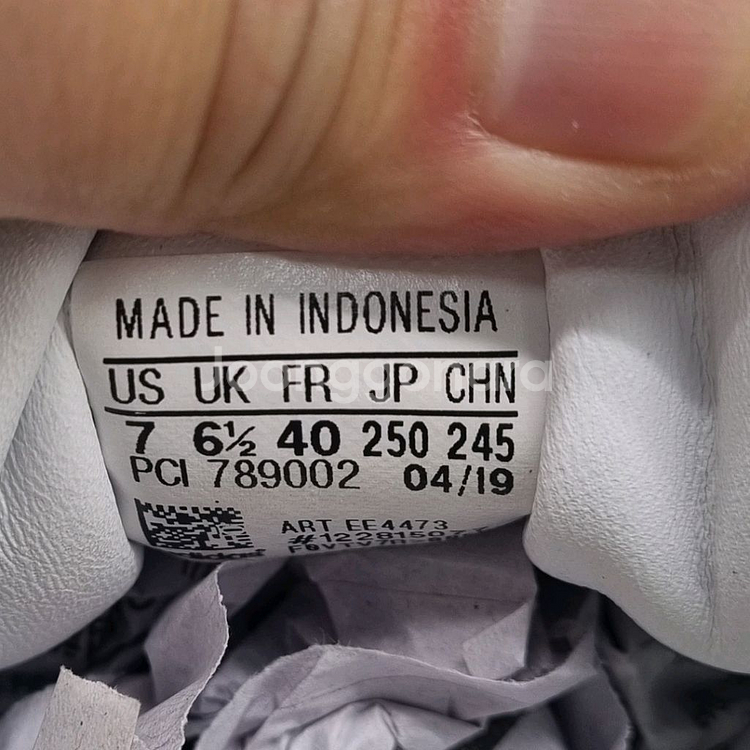 MADE IN INDONESIA
US UK FR JP CHN
7 6½ 40 250 245
PCI 789002 04/19
ART EE4473
Joonggonara